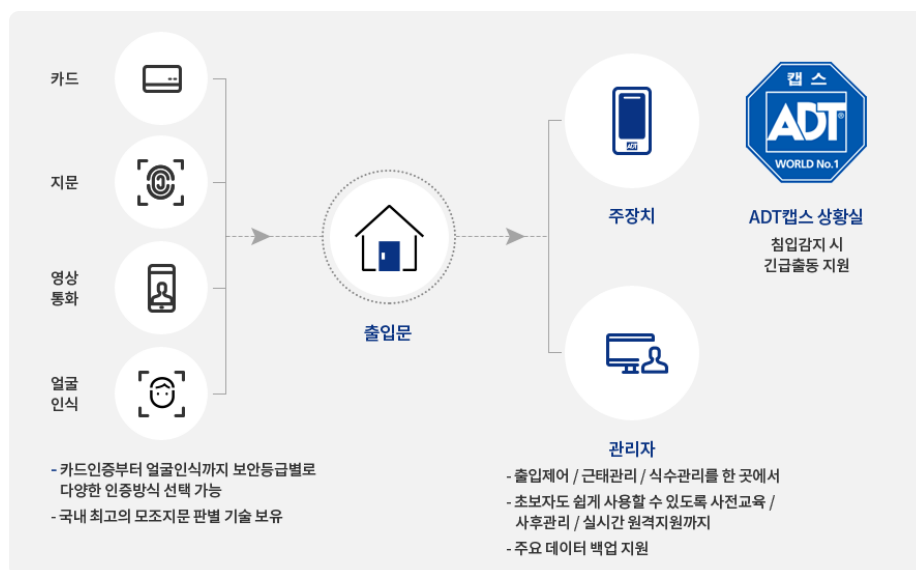 카드
지문
영상
통화
얼굴
인식
- 카드인증부터 얼굴인식까지 보안등급별로
다양한 인증방식 선택 가능
- 국내 최고의 모조지문 판별 기술 보유
출입문
ADT
주장치
캡스
ADT®
WORLD No.1
ADT캡스 상황실
침입감지 시
긴급출동 지원
관리자
- 출입제어 / 근태관리 / 식수관리를 한 곳에서
- 초보자도 쉽게 사용할 수 있도록 사전교육 /
사후관리 / 실시간 원격지원까지
- 주요 데이터 백업 지원